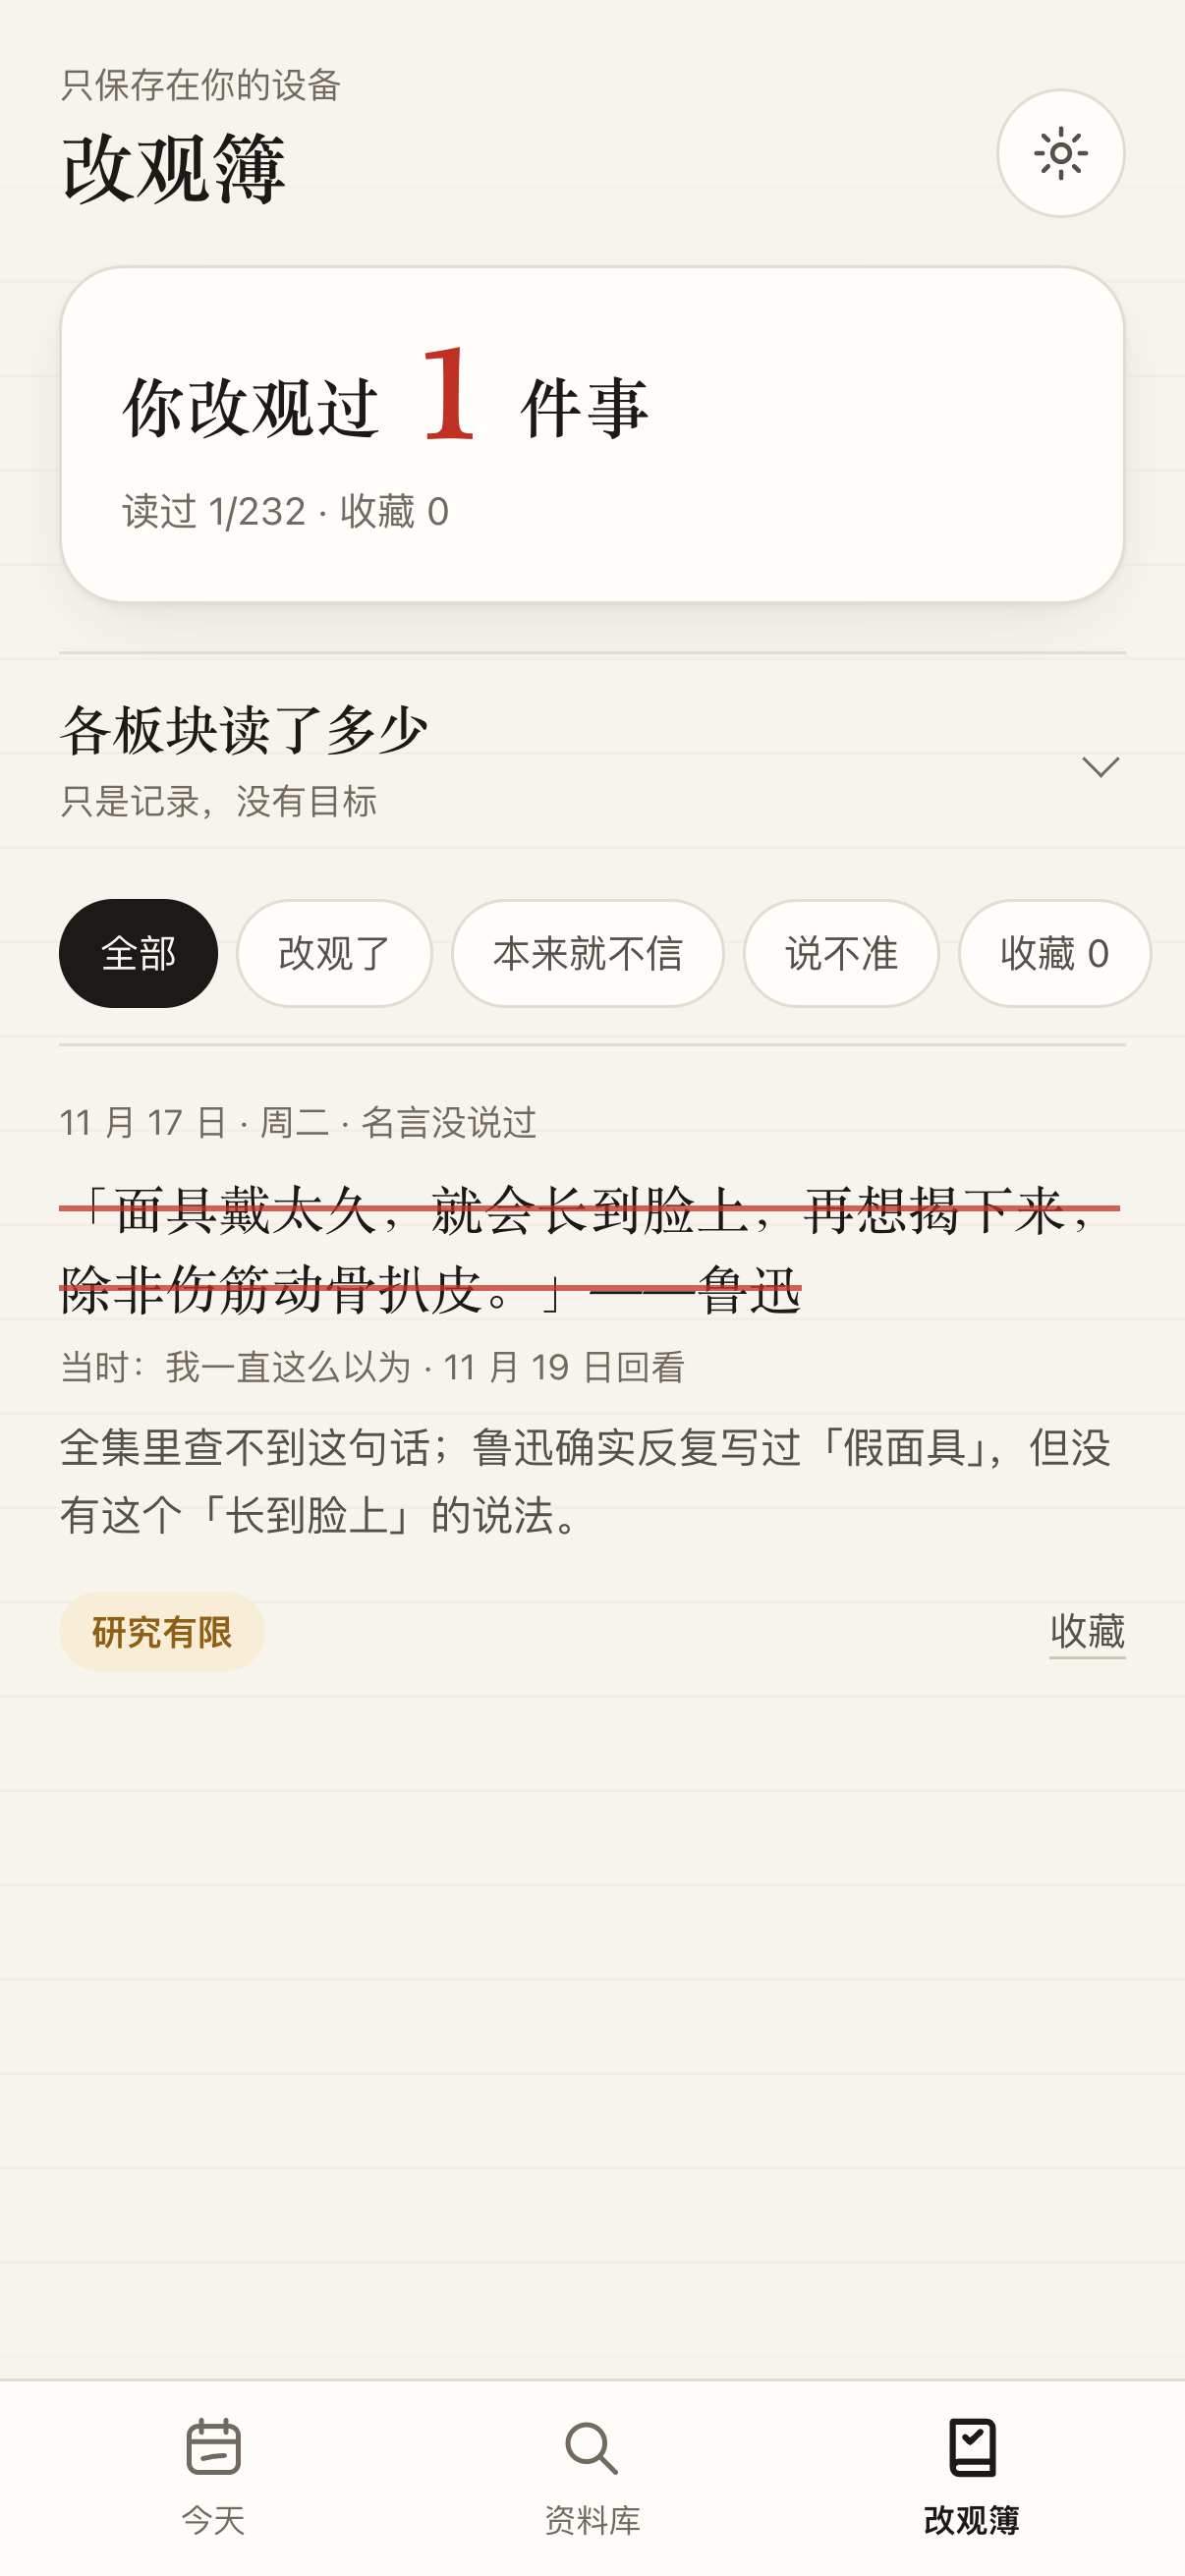 只保存在你的设备
改观簿
你改观过 1 件事
读过 1/232 · 收藏 0
各板块读了多少
只是记录，没有目标
全部 改观了 本来就不信 说不准 收藏 0
11 月 17 日 · 周二 · 名言没说过
「面具戴太久，就会长到脸上，再想揭下来，
除非伤筋动骨扒皮。」——鲁迅
当时：我一直这么以为 · 11 月 19 日回看
全集里查不到这句话；鲁迅确实反复写过「假面具」，但没
有这个「长到脸上」的说法。
研究有限 收藏
今天 资料库 改观簿